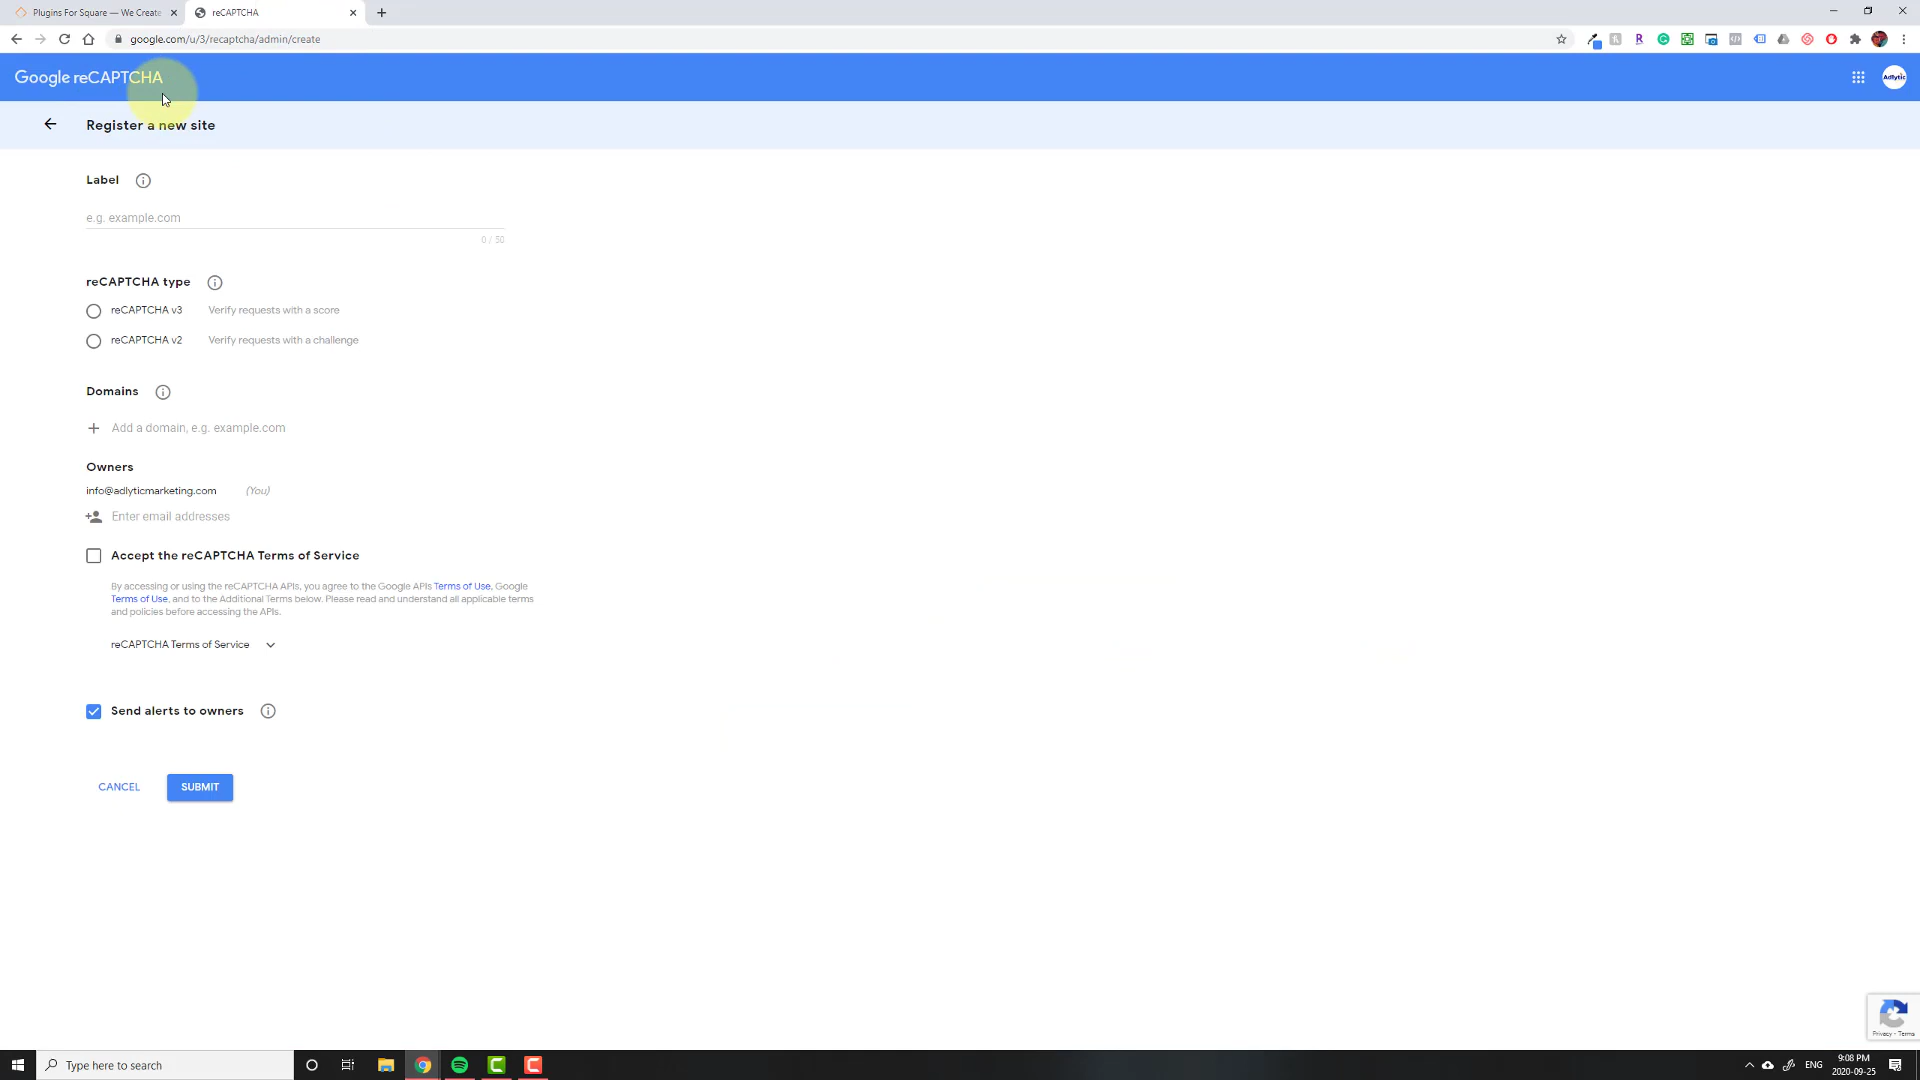 Plugins For Square — We Create
reCAPTCHA
google.com/u/3/recaptcha/admin/create
Google reCAPTCHA
Adlytic
Register a new site
Label
e.g. example.com
0 / 50
reCAPTCHA type
reCAPTCHA v3 Verify requests with a score
reCAPTCHA v2 Verify requests with a challenge
Domains
Add a domain, e.g. example.com
Owners
info@adlyticmarketing.com (You)
Enter email addresses
Accept the reCAPTCHA Terms of Service
By accessing or using the reCAPTCHA APIs, you agree to the Google APIs Terms of Use, Google
Terms of Use, and to the Additional Terms below. Please read and understand all applicable terms
and policies before accessing the APIs.
reCAPTCHA Terms of Service
Send alerts to owners
CANCEL SUBMIT
Privacy - Terms
Type here to search
ENG
9:08 PM
2020-09-25